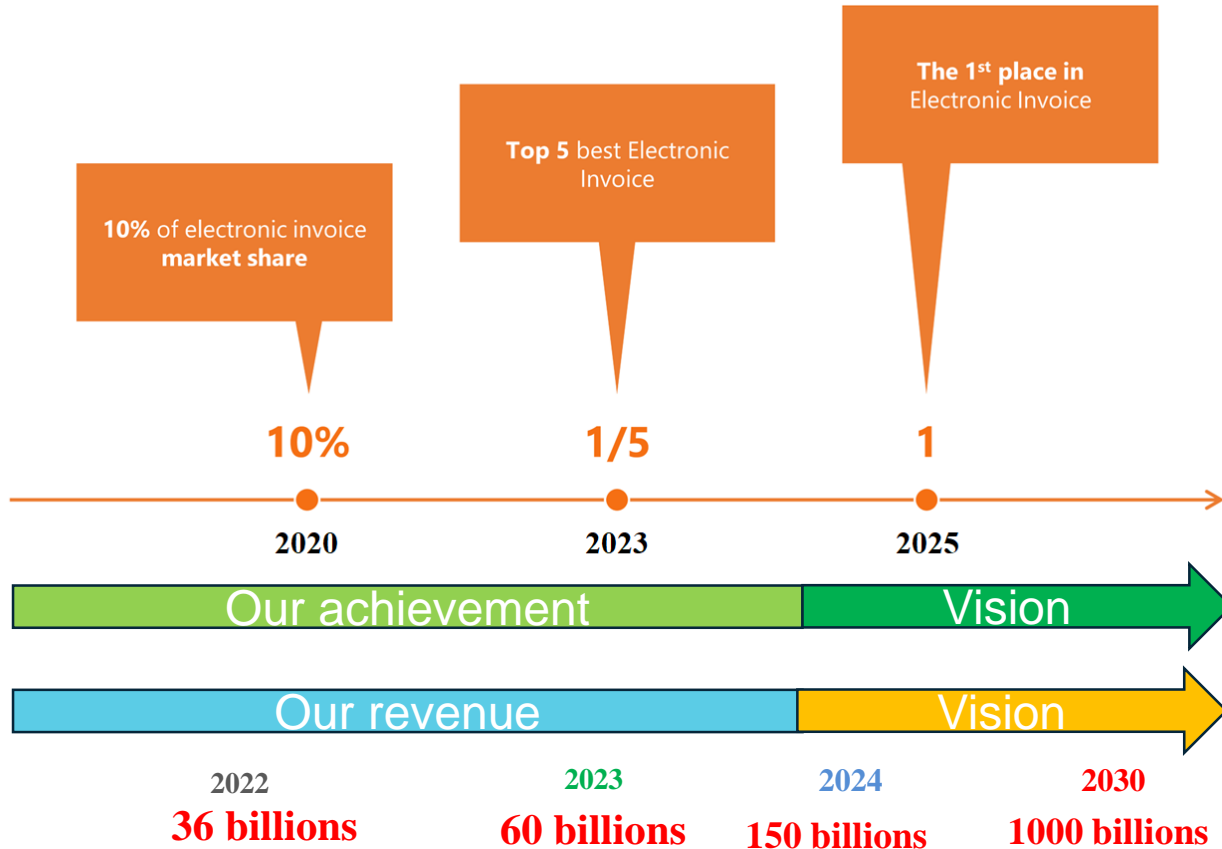 The 1st place in
Electronic Invoice
Top 5 best Electronic
Invoice
10% of electronic invoice
market share
10%
1/5
1
2020
2023
2025
Our achievement
Vision
Our revenue
Vision
2022
2023
2024
2030
36 billions
60 billions
150 billions
1000 billions